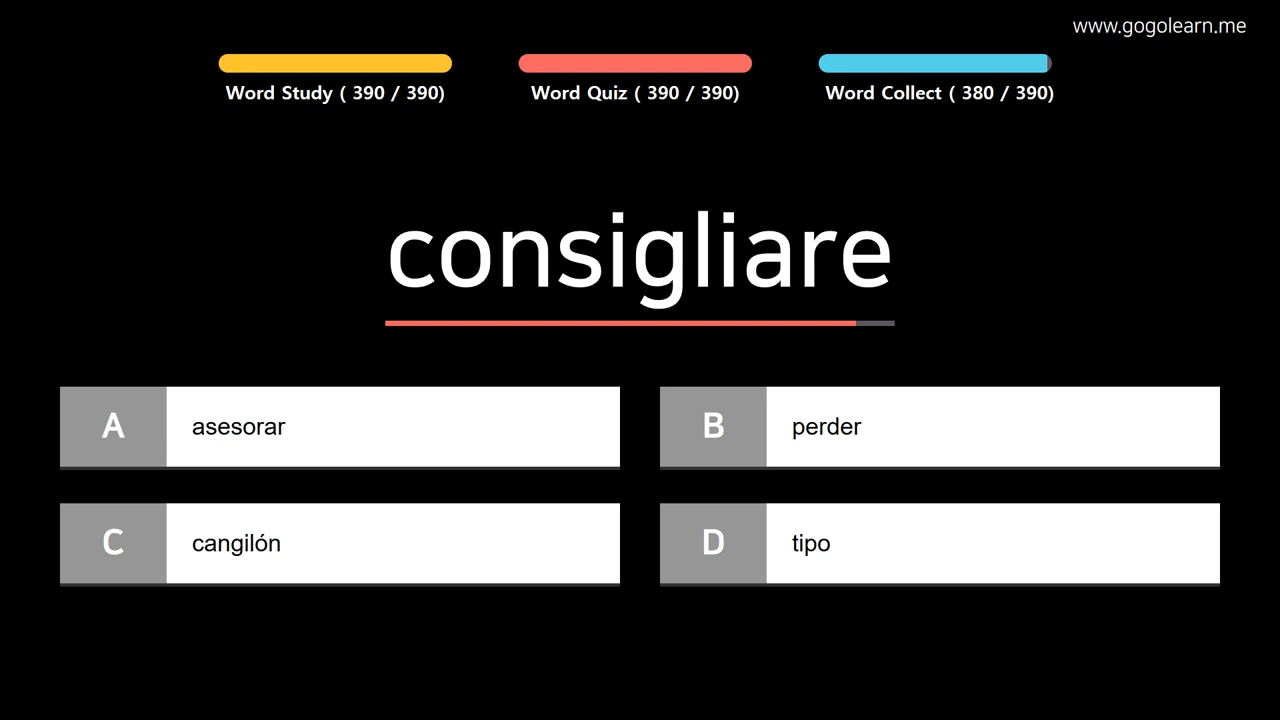 www.gogolearn.me
Word Study ( 390 / 390)
Word Quiz ( 390 / 390)
Word Collect ( 380 / 390)
consigliare
A asesorar
B perder
C cangilón
D tipo